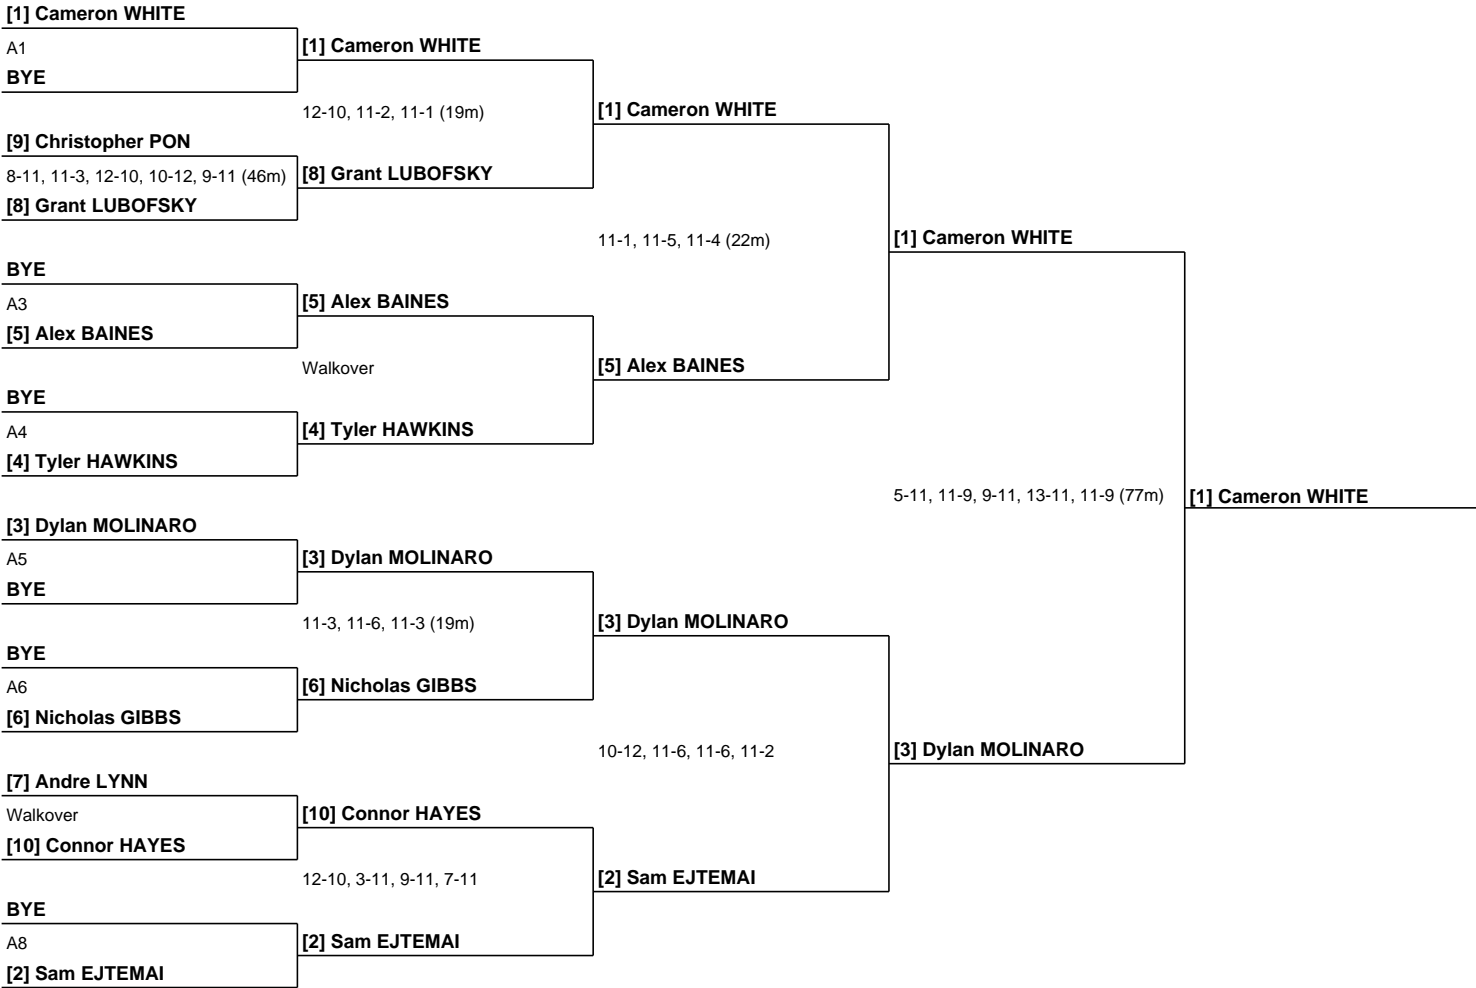 [1] Cameron WHITE
A1
BYE
[9] Christopher PON
8-11, 11-3, 12-10, 10-12, 9-11 (46m)
[8] Grant LUBOFSKY
BYE
A3
[5] Alex BAINES
BYE
A4
[4] Tyler HAWKINS
[3] Dylan MOLINARO
A5
BYE
BYE
A6
[6] Nicholas GIBBS
[7] Andre LYNN
Walkover
[10] Connor HAYES
BYE
A8
[2] Sam EJTEMAI
[1] Cameron WHITE
12-10, 11-2, 11-1 (19m)
[8] Grant LUBOFSKY
[5] Alex BAINES
Walkover
[4] Tyler HAWKINS
[3] Dylan MOLINARO
11-3, 11-6, 11-3 (19m)
[6] Nicholas GIBBS
[10] Connor HAYES
12-10, 3-11, 9-11, 7-11
[2] Sam EJTEMAI
[1] Cameron WHITE
11-1, 11-5, 11-4 (22m)
[5] Alex BAINES
[3] Dylan MOLINARO
10-12, 11-6, 11-6, 11-2
[2] Sam EJTEMAI
[1] Cameron WHITE
5-11, 11-9, 9-11, 13-11, 11-9 (77m)
[3] Dylan MOLINARO
[1] Cameron WHITE